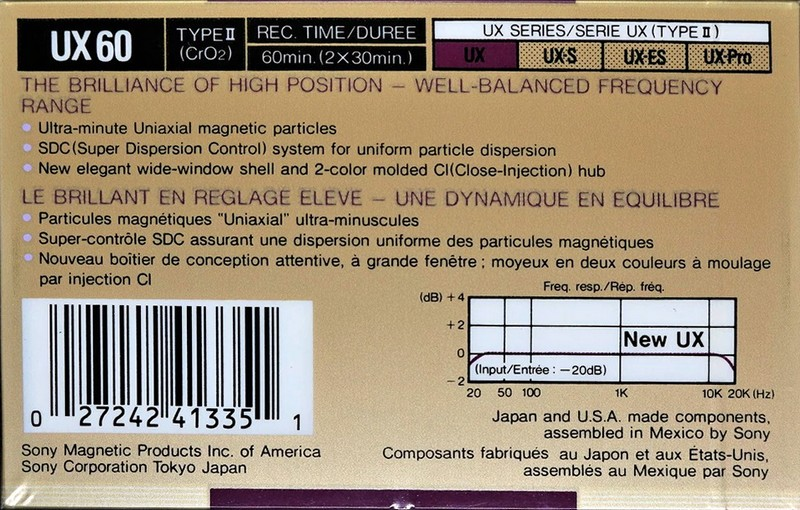 UX 60
TYPE II
(CrO2)
REC. TIME/DUREE
60min.(2×30min.)
UX SERIES/SERIE UX (TYPE II)
UX UX-S UX-ES UX-Pro
THE BRILLIANCE OF HIGH POSITION – WELL-BALANCED FREQUENCY
RANGE
Ultra-minute Uniaxial magnetic particles
SDC(Super Dispersion Control) system for uniform particle dispersion
New elegant wide-window shell and 2-color molded CI(Close-Injection) hub
LE BRILLANT EN REGLAGE ELEVE – UNE DYNAMIQUE EN EQUILIBRE
Particules magnétiques "Uniaxial" ultra-minuscules
Super-contrôle SDC assurant une dispersion uniforme des particules magnétiques
Nouveau boîtier de conception attentive, à grande fenêtre ; moyeux en deux couleurs à moulage
par injection CI
0 27242 41335 1
Freq. resp./Rép. fréq.
(dB) +4
+2
0
−2
New UX
(Input/Entrée : −20dB)
20 50 100 1K 10K 20K (Hz)
Japan and U.S.A. made components,
assembled in Mexico by Sony
Sony Magnetic Products Inc. of America
Sony Corporation Tokyo Japan
Composants fabriqués au Japon et aux États-Unis,
assemblés au Mexique par Sony